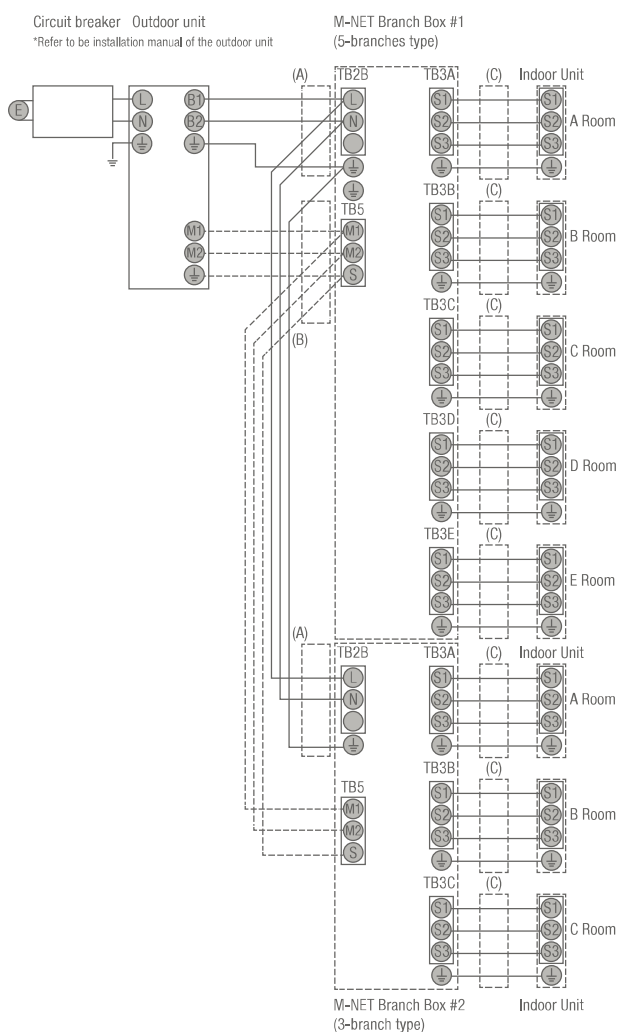 Circuit breaker Outdoor unit
*Refer to be installation manual of the outdoor unit
M-NET Branch Box #1
(5-branches type)
(A) TB2B TB3A (C) Indoor Unit
E L B1 L S1 S1
N B2 N S2 S2 A Room
S3 S3
TB3B (C)
TB5 S1 S1
M1 M1 S2 S2 B Room
M2 M2 S3 S3
S
TB3C (C)
(B) S1 S1
S2 S2 C Room
S3 S3
TB3D (C)
S1 S1
S2 S2 D Room
S3 S3
TB3E (C)
S1 S1
S2 S2 E Room
S3 S3
(A) TB2B TB3A (C) Indoor Unit
L S1 S1
N S2 S2 A Room
S3 S3
TB3B (C)
TB5 S1 S1
M1 S2 S2 B Room
M2 S3 S3
S
TB3C (C)
S1 S1
S2 S2 C Room
S3 S3
M-NET Branch Box #2 Indoor Unit
(3-branch type)